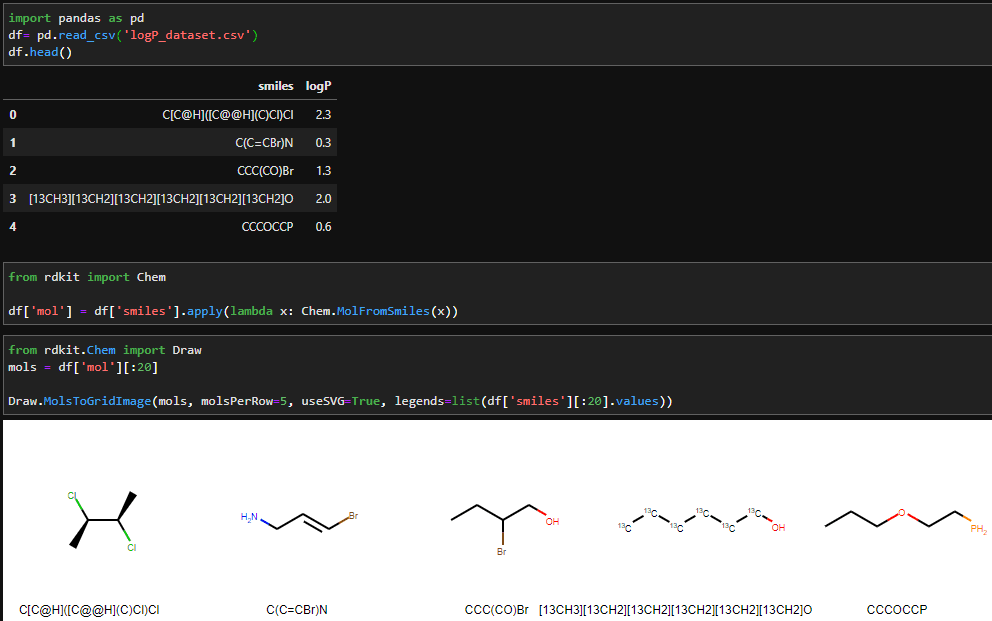 import pandas as pd
df= pd.read_csv('logP_dataset.csv')
df.head()
smiles logP
0 C[C@H]([C@@H](C)Cl)Cl 2.3
1 C(C=CBr)N 0.3
2 CCC(CO)Br 1.3
3 [13CH3][13CH2][13CH2][13CH2][13CH2][13CH2]O 2.0
4 CCCOCCP 0.6
from rdkit import Chem
df['mol'] = df['smiles'].apply(lambda x: Chem.MolFromSmiles(x))
from rdkit.Chem import Draw
mols = df['mol'][:20]
Draw.MolsToGridImage(mols, molsPerRow=5, useSVG=True, legends=list(df['smiles'][:20].values))
Cl
Cl
H₂N
Br
OH
Br
¹³C
¹³C
¹³C
¹³C
¹³C
¹³C
OH
O
PH₂
C[C@H]([C@@H](C)Cl)Cl
C(C=CBr)N
CCC(CO)Br
[13CH3][13CH2][13CH2][13CH2][13CH2][13CH2]O
CCCOCCP